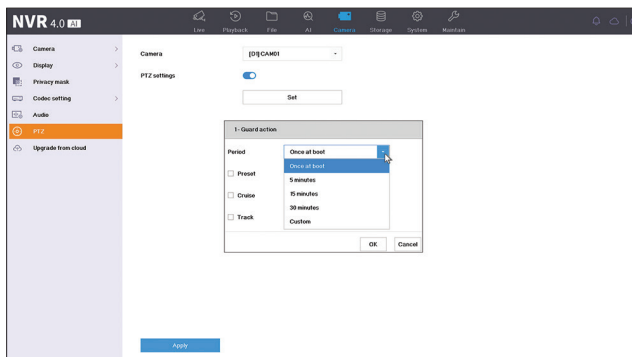 NVR 4.0 AI
Live Playback File AI Camera Storage System Maintain
Camera
Display
Privacy mask
Codec setting
Audio
PTZ
Upgrade from cloud
Camera [D1]CAM01
PTZ settings
Set
1- Guard action
Period Once at boot
Once at boot
5 minutes
15 minutes
30 minutes
Custom
Preset
Cruise
Track
OK Cancel
Apply